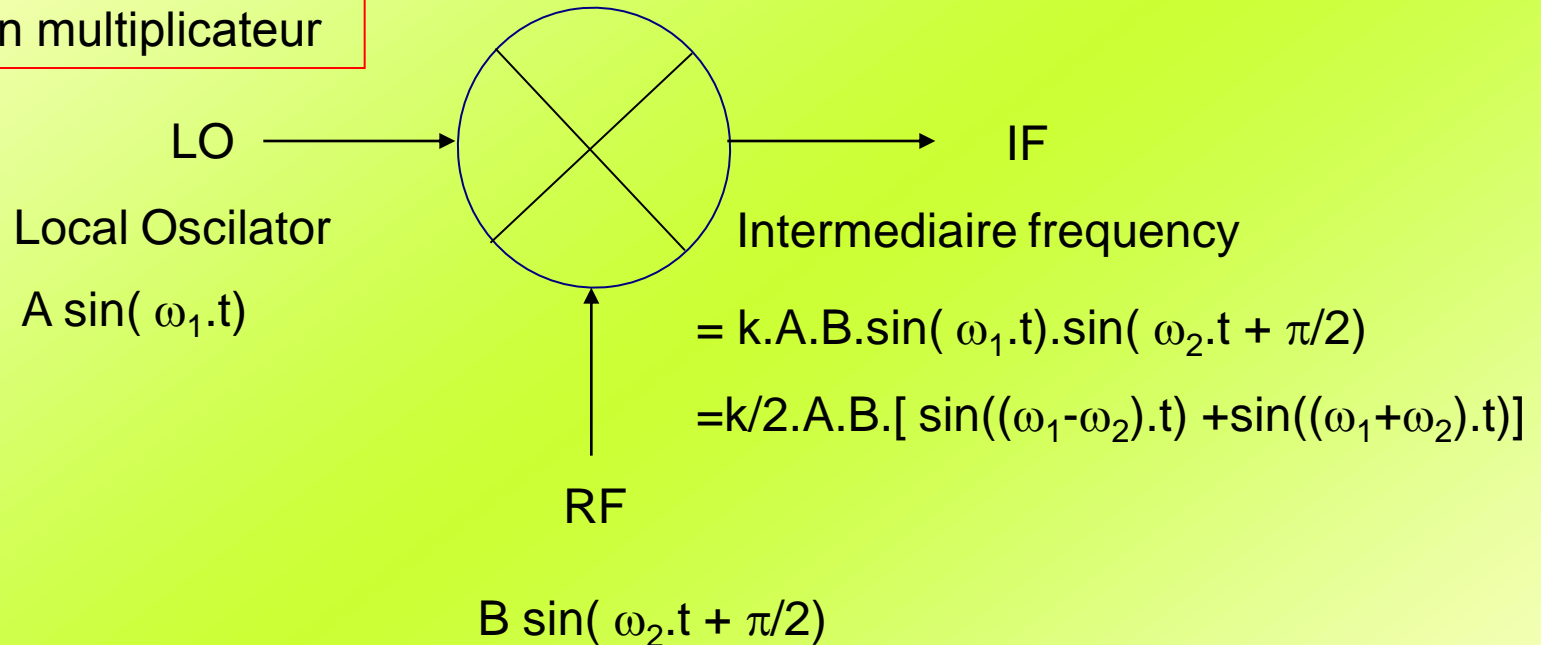 n multiplicateur
LO
IF
Local Oscilator
Intermediaire frequency
A sin( ω₁.t)
= k.A.B.sin( ω₁.t).sin( ω₂.t + π/2)
=k/2.A.B.[ sin((ω₁-ω₂).t) +sin((ω₁+ω₂).t)]
RF
B sin( ω₂.t + π/2)